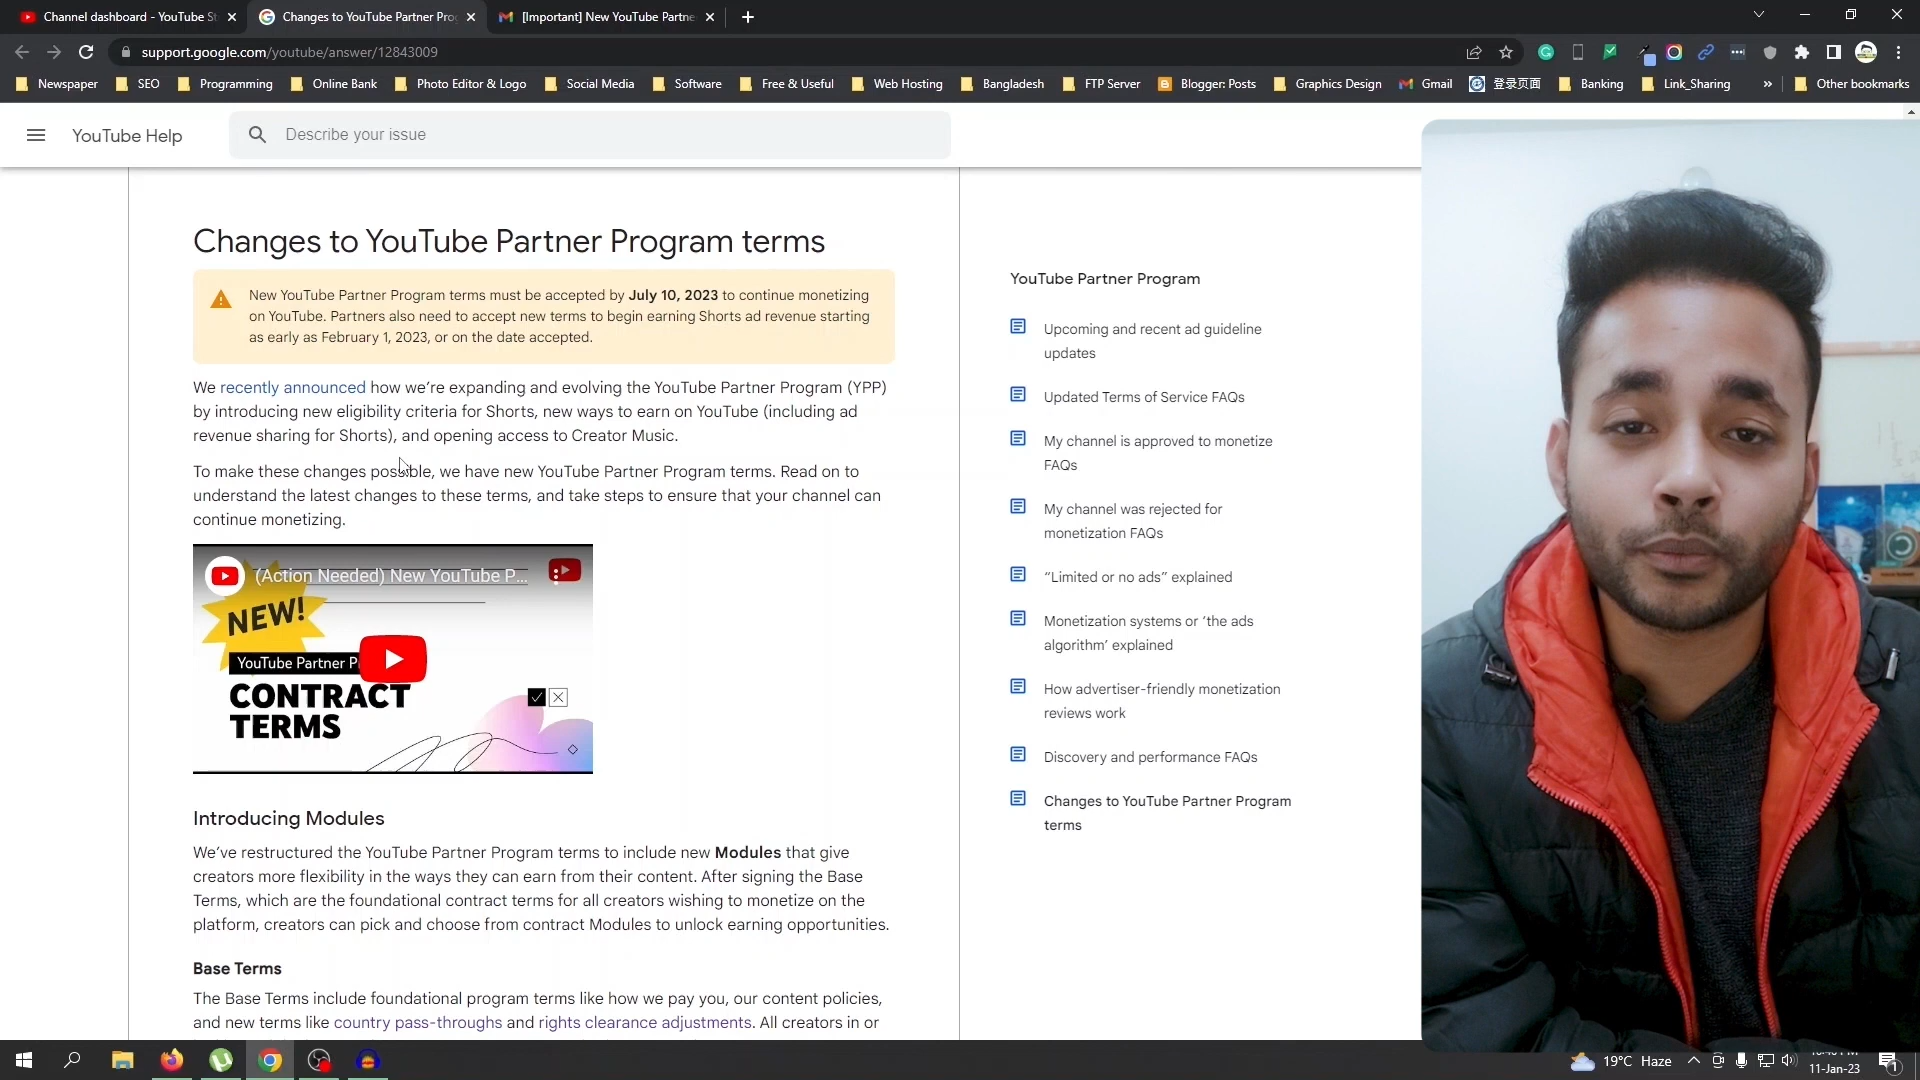 Channel dashboard - YouTube St
Changes to YouTube Partner Pro
[Important] New YouTube Partne
support.google.com/youtube/answer/12843009
Newspaper
SEO
Programming
Online Bank
Photo Editor & Logo
Social Media
Software
Free & Useful
Web Hosting
Bangladesh
FTP Server
Blogger Posts
Graphics Design
Gmail
登录页面
Banking
Link_Sharing
»
Other bookmarks
YouTube Help
Describe your issue
Changes to YouTube Partner Program terms
New YouTube Partner Program terms must be accepted by July 10, 2023 to continue monetizing
on YouTube. Partners also need to accept new terms to begin earning Shorts ad revenue starting
as early as February 1, 2023, or on the date accepted.
We recently announced how we're expanding and evolving the YouTube Partner Program (YPP)
by introducing new eligibility criteria for Shorts, new ways to earn on YouTube (including ad
revenue sharing for Shorts), and opening access to Creator Music.
To make these changes possible, we have new YouTube Partner Program terms. Read on to
understand the latest changes to these terms, and take steps to ensure that your channel can
continue monetizing.
(Action Needed) New YouTube P...
NEW!
YouTube Partner P
CONTRACT
TERMS
Introducing Modules
We've restructured the YouTube Partner Program terms to include new Modules that give
creators more flexibility in the ways they can earn from their content. After signing the Base
Terms, which are the foundational contract terms for all creators wishing to monetize on the
platform, creators can pick and choose from contract Modules to unlock earning opportunities.
Base Terms
The Base Terms include foundational program terms like how we pay you, our content policies,
and new terms like country pass-throughs and rights clearance adjustments. All creators in or
YouTube Partner Program
Upcoming and recent ad guideline
updates
Updated Terms of Service FAQs
My channel is approved to monetize
FAQs
My channel was rejected for
monetization FAQs
“Limited or no ads” explained
Monetization systems or ‘the ads
algorithm’ explained
How advertiser-friendly monetization
reviews work
Discovery and performance FAQs
Changes to YouTube Partner Program
terms
19°C Haze
11-Jan-23
1